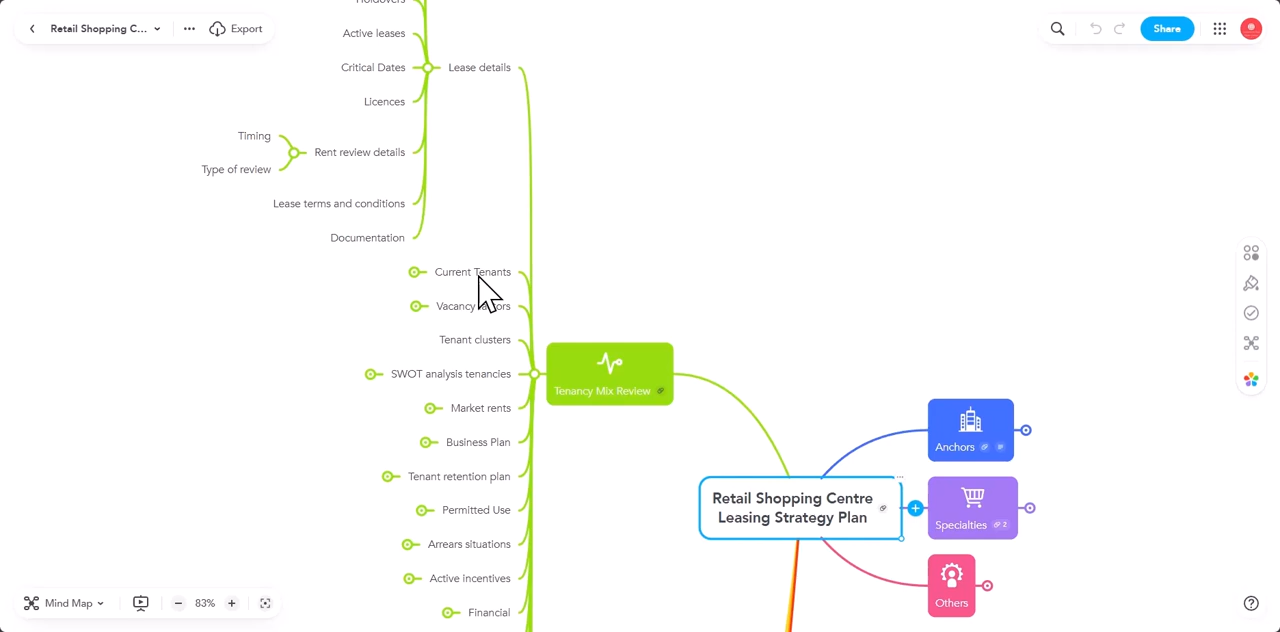 Retail Shopping C...
Export
Share
Holdovers
Active leases
Critical Dates
Lease details
Licences
Timing
Rent review details
Type of review
Lease terms and conditions
Documentation
Current Tenants
Vacancy
Tenant clusters
SWOT analysis tenancies
Market rents
Business Plan
Tenant retention plan
Permitted Use
Arrears situations
Active incentives
Financial
Tenancy Mix Review
Retail Shopping Centre
Leasing Strategy Plan
Anchors
Specialties 2
Others
Mind Map
83%